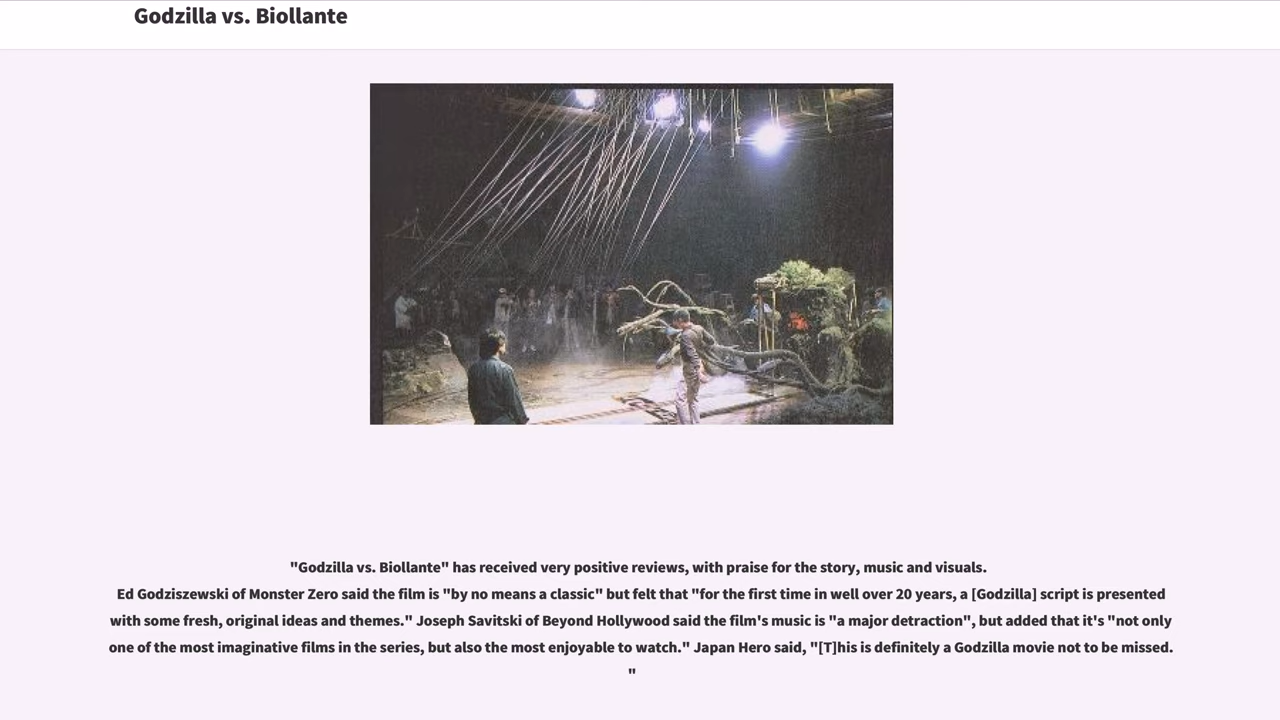 Godzilla vs. Biollante
"Godzilla vs. Biollante" has received very positive reviews, with praise for the story, music and visuals.
Ed Godziszewski of Monster Zero said the film is "by no means a classic" but felt that "for the first time in well over 20 years, a [Godzilla] script is presented
with some fresh, original ideas and themes." Joseph Savitski of Beyond Hollywood said the film's music is "a major detraction", but added that it's "not only
one of the most imaginative films in the series, but also the most enjoyable to watch." Japan Hero said, "[T]his is definitely a Godzilla movie not to be missed.
"